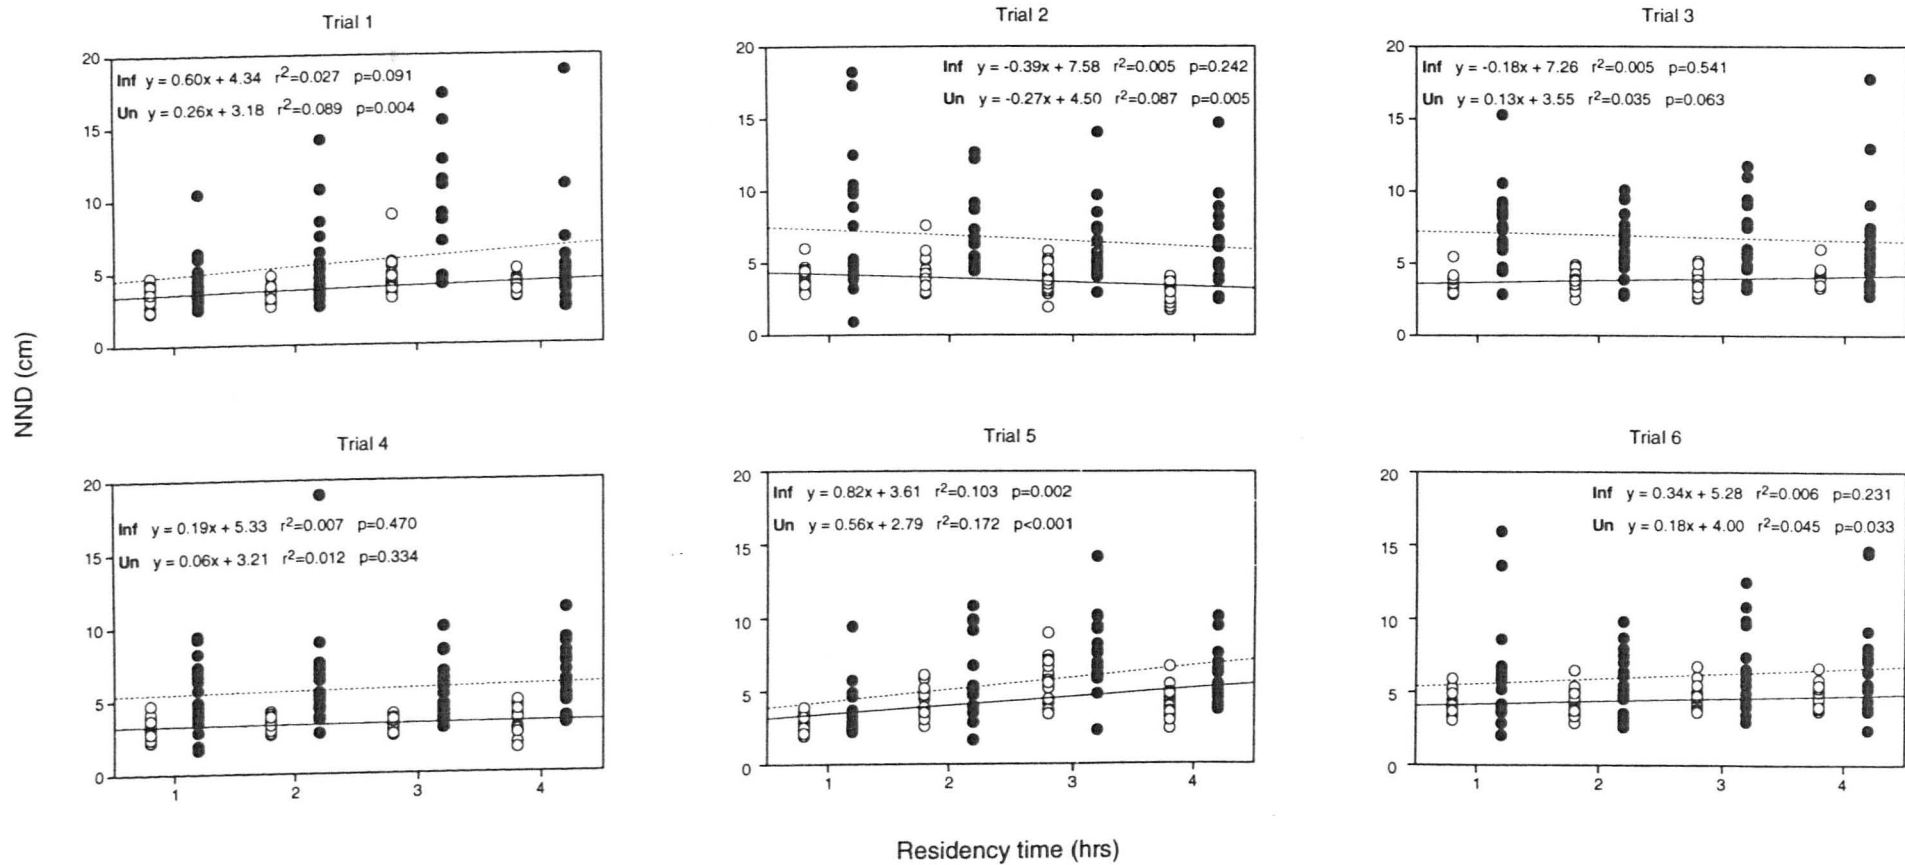 Trial 1
Trial 2
Trial 3
20
Inf y = 0.60x + 4.34 r2=0.027 p=0.091
Un y = 0.26x + 3.18 r2=0.089 p=0.004
15
10
5
0
20
Inf y = -0.39x + 7.58 r2=0.005 p=0.242
Un y = -0.27x + 4.50 r2=0.087 p=0.005
15
10
5
0
20
Inf y = -0.18x + 7.26 r2=0.005 p=0.541
Un y = 0.13x + 3.55 r2=0.035 p=0.063
15
10
5
0
NND (cm)
Trial 4
Trial 5
Trial 6
20
Inf y = 0.19x + 5.33 r2=0.007 p=0.470
Un y = 0.06x + 3.21 r2=0.012 p=0.334
15
10
5
0
1 2 3 4
20
Inf y = 0.82x + 3.61 r2=0.103 p=0.002
Un y = 0.56x + 2.79 r2=0.172 p<0.001
15
10
5
0
1 2 3 4
20
Inf y = 0.34x + 5.28 r2=0.006 p=0.231
Un y = 0.18x + 4.00 r2=0.045 p=0.033
15
10
5
0
1 2 3 4
Residency time (hrs)